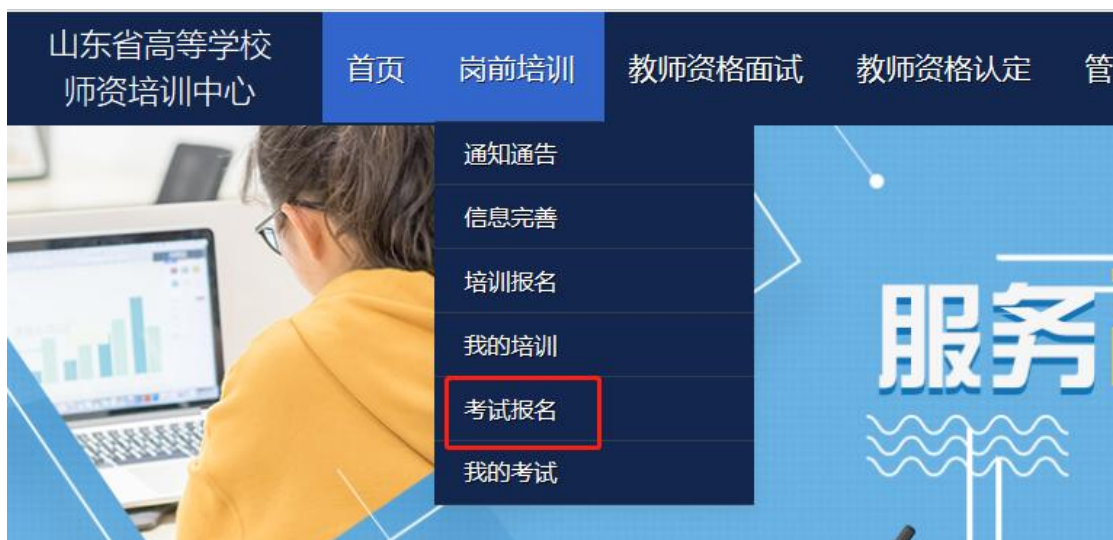 山东省高等学校
师资培训中心
首页 岗前培训 教师资格面试 教师资格认定 管
通知通告
信息完善
培训报名
我的培训
考试报名
我的考试
服务